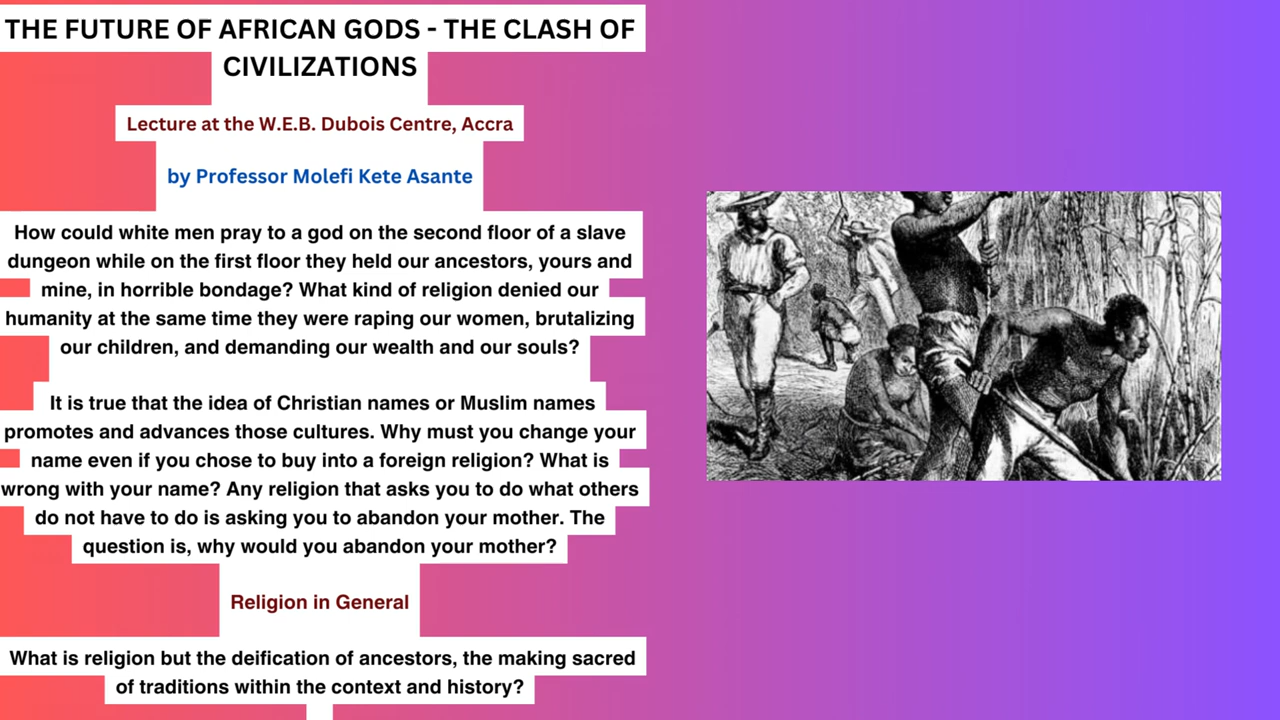 THE FUTURE OF AFRICAN GODS - THE CLASH OF
CIVILIZATIONS
Lecture at the W.E.B. Dubois Centre, Accra
by Professor Molefi Kete Asante
How could white men pray to a god on the second floor of a slave
dungeon while on the first floor they held our ancestors, yours and
mine, in horrible bondage? What kind of religion denied our
humanity at the same time they were raping our women, brutalizing
our children, and demanding our wealth and our souls?
It is true that the idea of Christian names or Muslim names
promotes and advances those cultures. Why must you change your
name even if you chose to buy into a foreign religion? What is
wrong with your name? Any religion that asks you to do what others
do not have to do is asking you to abandon your mother. The
question is, why would you abandon your mother?
Religion in General
What is religion but the deification of ancestors, the making sacred
of traditions within the context and history?